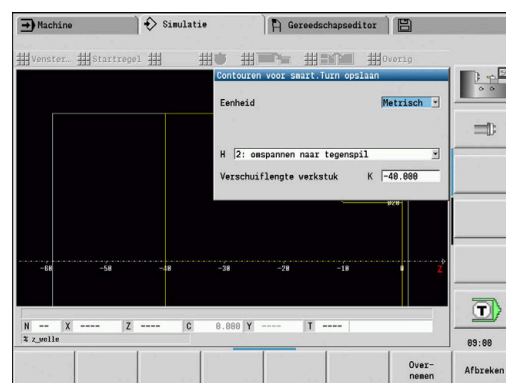 Machine
Simulatie
Gereedschapseditor
Venster… Startregel Overig
Contouren voor smart.Turn opslaan
Eenheid Metrisch
H 2: omspannen naar tegenspil
Verschuiflengte werkstuk K -40.000
-60 -50 -40 -30 -20 -10 0 Z
N -- X ---- Z ---- C 0.000 Y ---- T ----
% z_welle
T
09:00
Over-
nemen
Afbreken